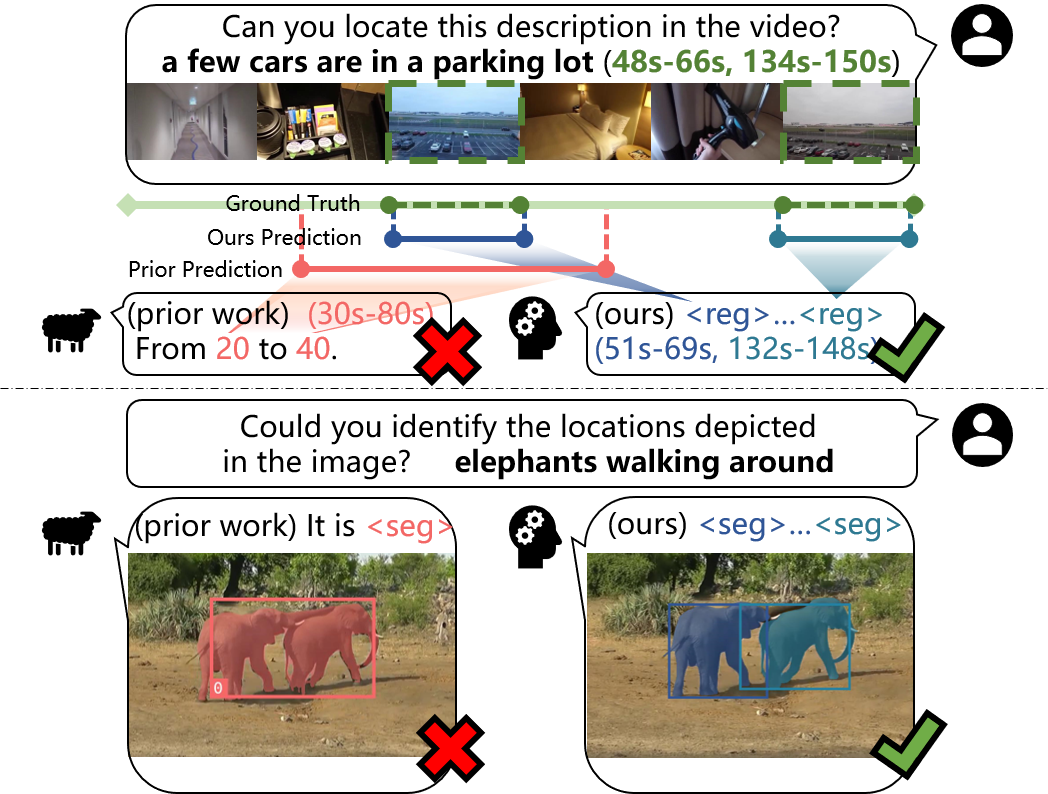 Can you locate this description in the video?
a few cars are in a parking lot (48s-66s, 134s-150s)
Ground Truth
Ours Prediction
Prior Prediction
(prior work) (30s-80s)
From 20 to 40.
(ours) <reg>...<reg>
(51s-69s, 132s-148s)
Could you identify the locations depicted
in the image? elephants walking around
(prior work) It is <seg>
(ours) <seg>...<seg>
0